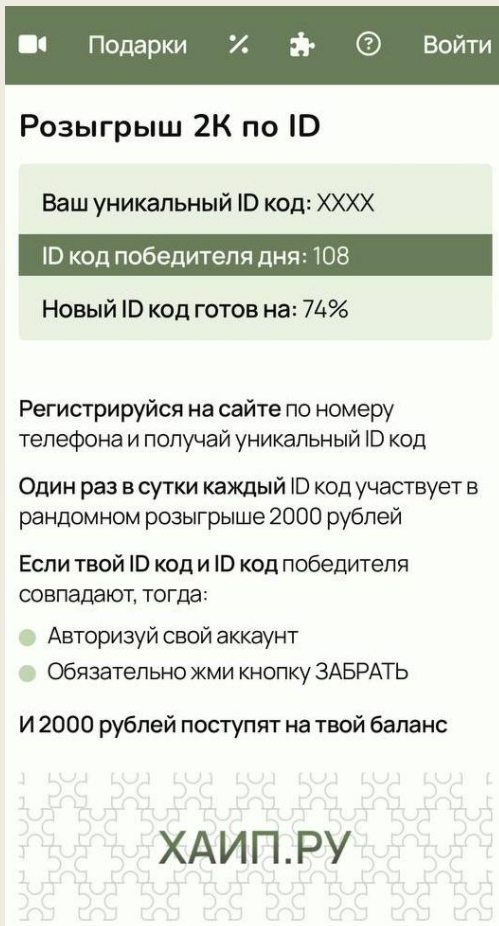 Подарки
Войти
Розыгрыш 2К по ID
Ваш уникальный ID код: XXXX
ID код победителя дня: 108
Новый ID код готов на: 74%
Регистрируйся на сайте по номеру
телефона и получай уникальный ID код
Один раз в сутки каждый ID код участвует в
рандомном розыгрыше 2000 рублей
Если твой ID код и ID код победителя
совпадают, тогда:
Авторизуй свой аккаунт
Обязательно жми кнопку ЗАБРАТЬ
И 2000 рублей поступят на твой баланс
ХАИП.РУ